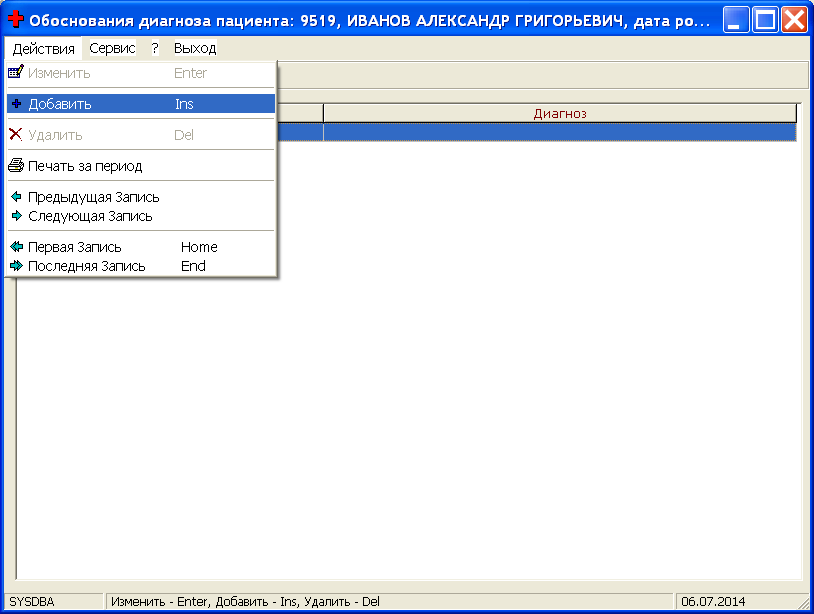 Обоснования диагноза пациента: 9519, ИВАНОВ АЛЕКСАНДР ГРИГОРЬЕВИЧ, дата ро...
Действия Сервис ? Выход
Изменить Enter
Добавить Ins
Диагноз
Удалить Del
Печать за период
Предыдущая Запись
Следующая Запись
Первая Запись Home
Последняя Запись End
SYSDBA Изменить - Enter, Добавить - Ins, Удалить - Del 06.07.2014